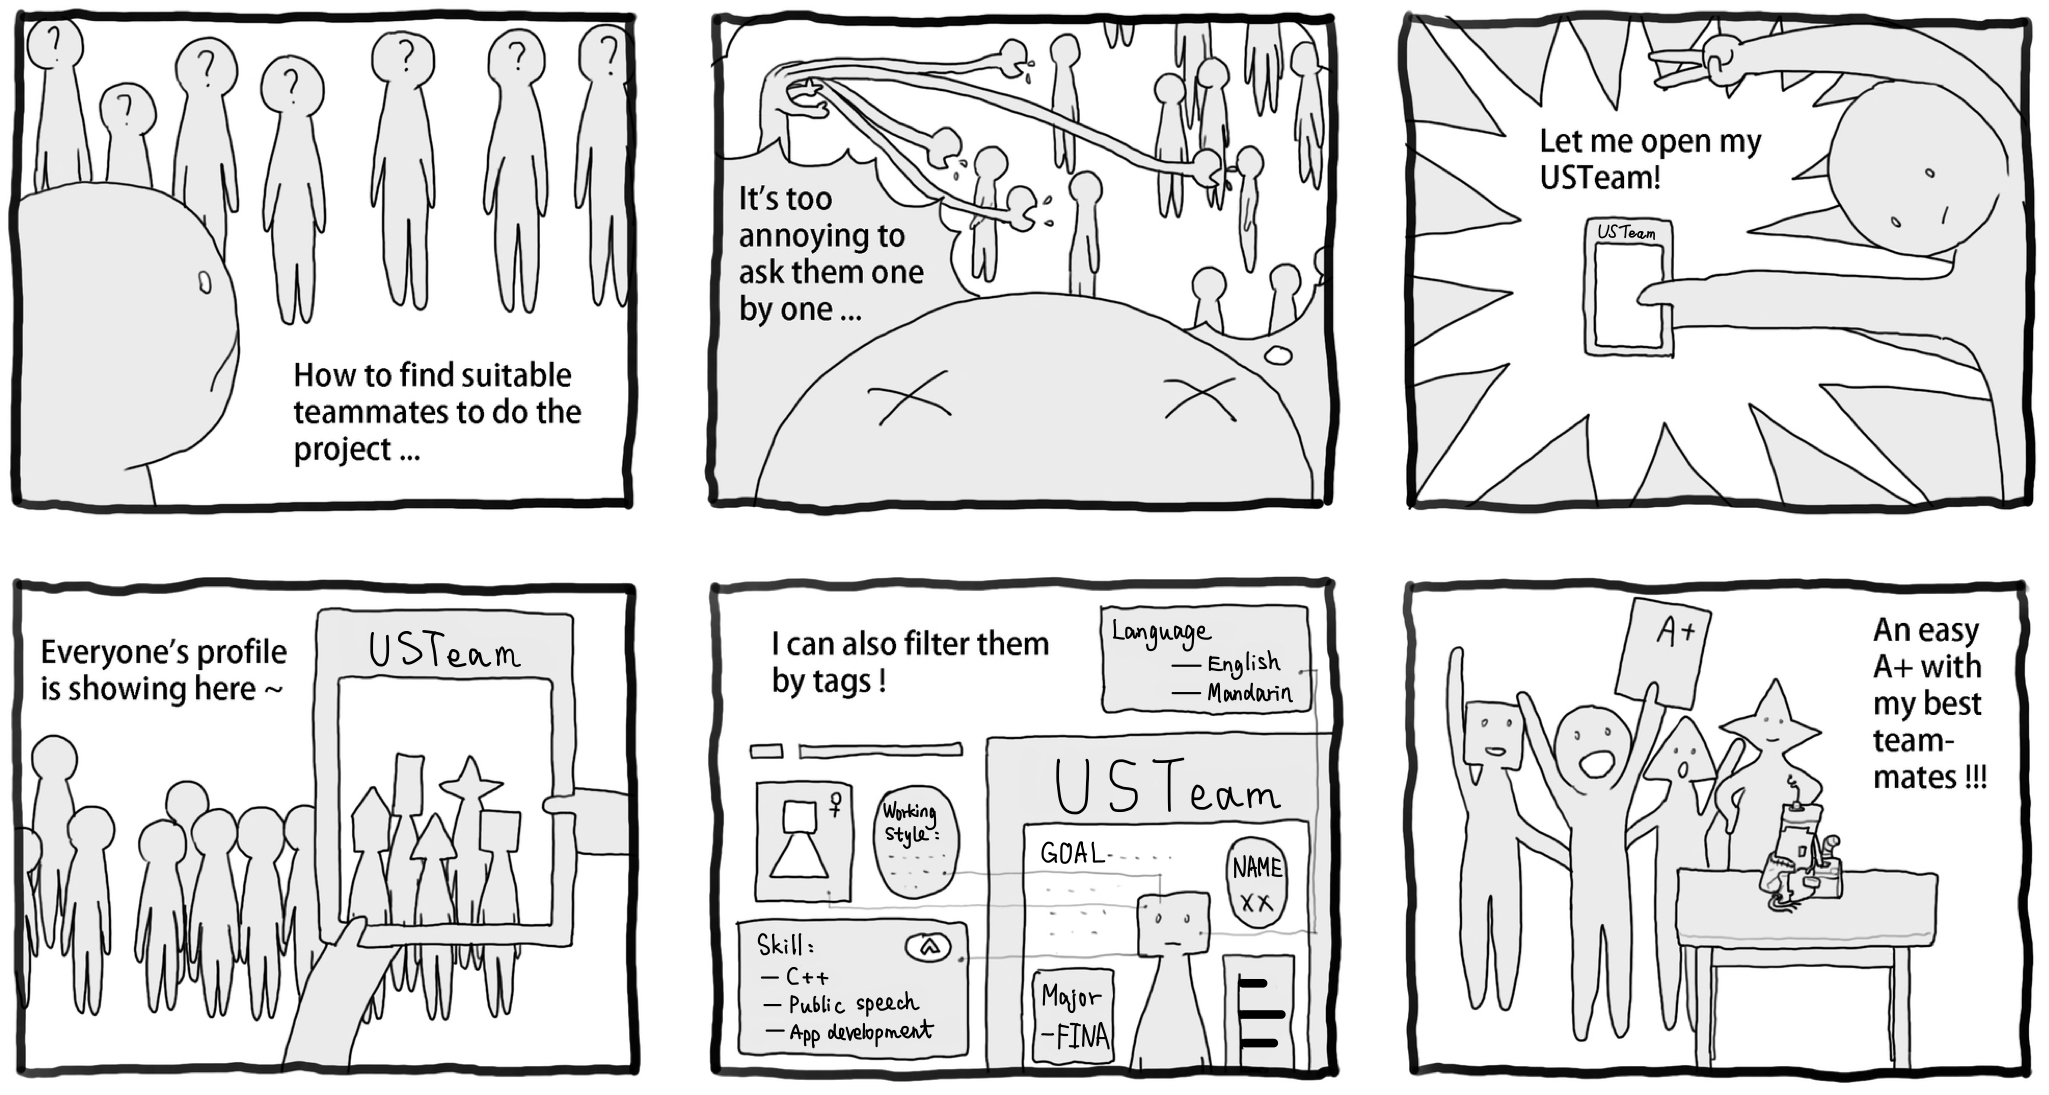 ?
?
?
?
?
?
?
How to find suitable
teammates to do the
project ...
It's too
annoying to
ask them one
by one ...
Let me open my
USTeam!
USTeam
Everyone's profile
is showing here ~
USTeam
I can also filter them
by tags !
Language
— English
— Mandarin
♀
Working
Style:
USTeam
GOAL
NAME
XX
Skill:
— C++
— Public speech
— App development
Major
-FINA
A+
An easy
A+ with
my best
team-
mates !!!